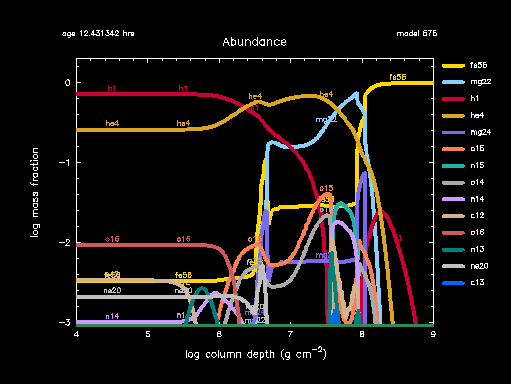 age 12.431342 hrs
model 676
Abundance
fe56
mg22
h1
he4
mg24
o15
n15
o14
n14
c12
o16
n13
ne20
c13
0
−1
−2
−3
log mass fraction
h1 h1
he4 he4 he4 he4
fe56
mg22
o15
o16 o16
fe56
ne20
n14
4 5 6 7 8 9
log column depth (g cm−2)